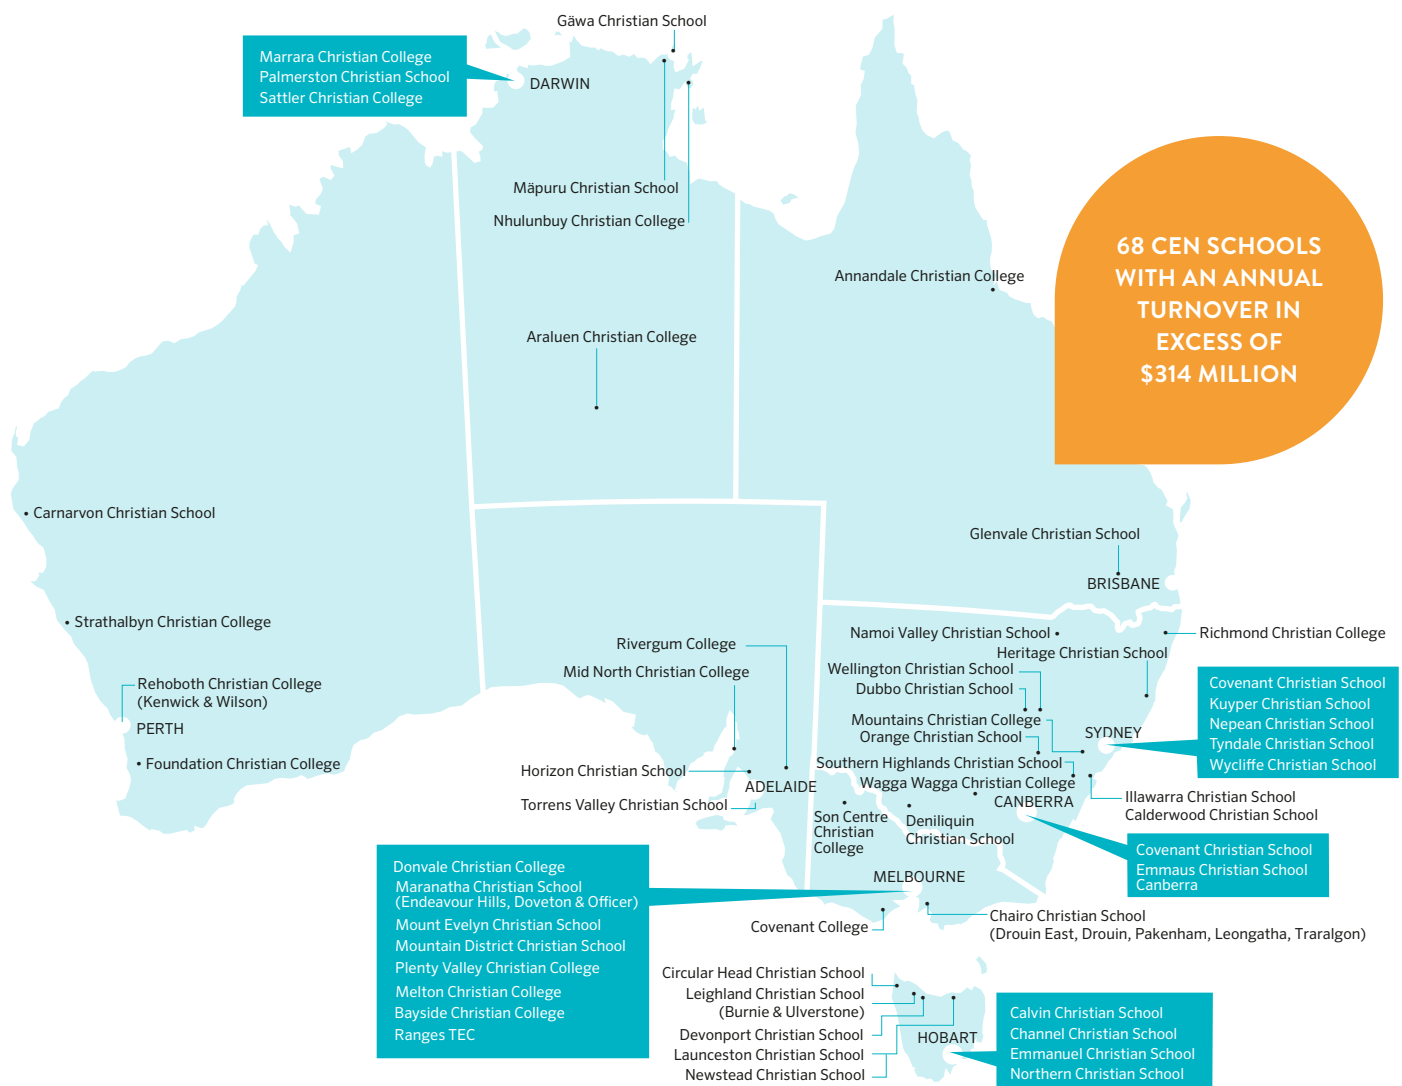 Gäwa Christian School
Marrara Christian College
Palmerston Christian School
Sattler Christian College
DARWIN
Mäpuru Christian School
Nhulunbuy Christian College
Annandale Christian College
68 CEN SCHOOLS
WITH AN ANNUAL
TURNOVER IN
EXCESS OF
$314 MILLION
Araluen Christian College
Carnarvon Christian School
Glenvale Christian School
BRISBANE
Strathalbyn Christian College
Namoi Valley Christian School
Richmond Christian College
Rivergum College
Heritage Christian School
Mid North Christian College
Wellington Christian School
Dubbo Christian School
Rehoboth Christian College
(Kenwick & Wilson)
PERTH
Mountains Christian College
Orange Christian School
SYDNEY
Covenant Christian School
Kuyper Christian School
Nepean Christian School
Tyndale Christian School
Wycliffe Christian School
Foundation Christian College
Horizon Christian School
Southern Highlands Christian School
ADELAIDE
Wagga Wagga Christian College
CANBERRA
Torrens Valley Christian School
Illawarra Christian School
Calderwood Christian School
Son Centre
Christian
College
Deniliquin
Christian School
Covenant Christian School
Emmaus Christian School
Canberra
Donvale Christian College
Maranatha Christian School
(Endeavour Hills, Doveton & Officer)
Mount Evelyn Christian School
Mountain District Christian School
Plenty Valley Christian College
Melton Christian College
Bayside Christian College
Ranges TEC
MELBOURNE
Covenant College
Chairo Christian School
(Drouin East, Drouin, Pakenham, Leongatha, Traralgon)
Circular Head Christian School
Leighland Christian School
(Burnie & Ulverstone)
Devonport Christian School
Launceston Christian School
Newstead Christian School
HOBART
Calvin Christian School
Channel Christian School
Emmanuel Christian School
Northern Christian School